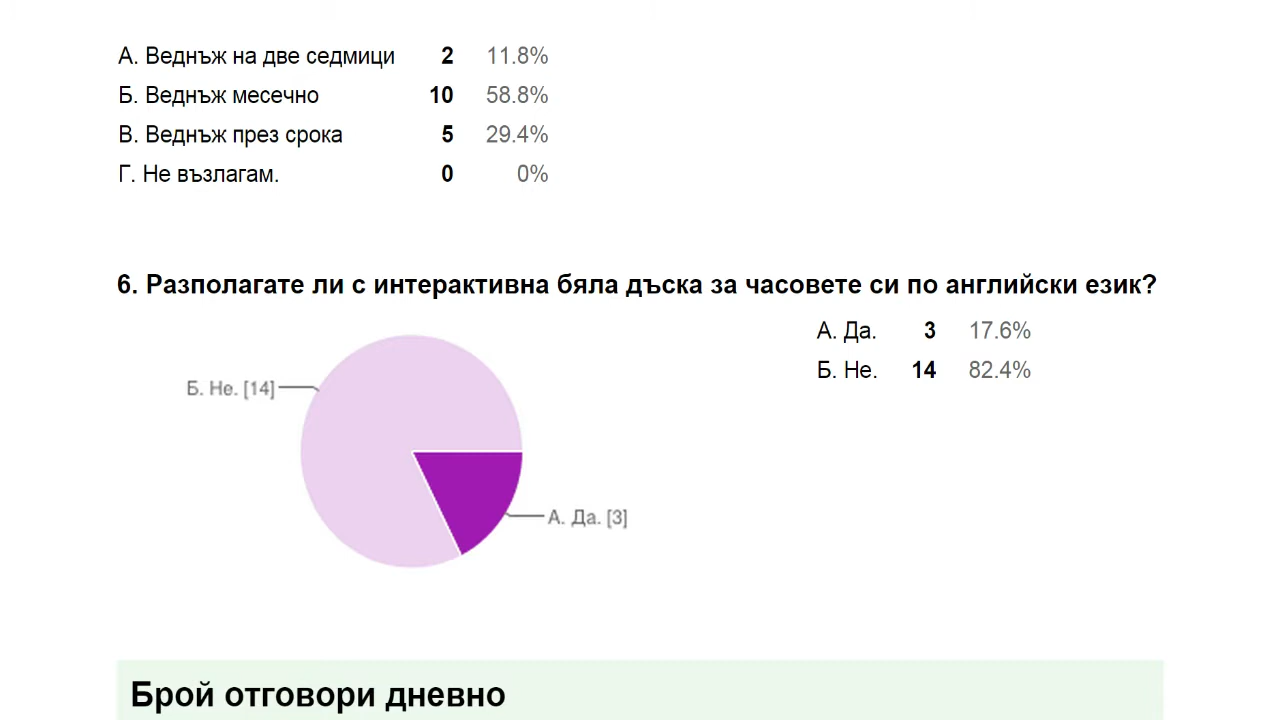 А. Веднъж на две седмици 2 11.8%
Б. Веднъж месечно 10 58.8%
В. Веднъж през срока 5 29.4%
Г. Не възлагам. 0 0%
6. Разполагате ли с интерактивна бяла дъска за часовете си по английски език?
А. Да. 3 17.6%
Б. Не. 14 82.4%
Б. Не. [14]
А. Да. [3]
Брой отговори дневно